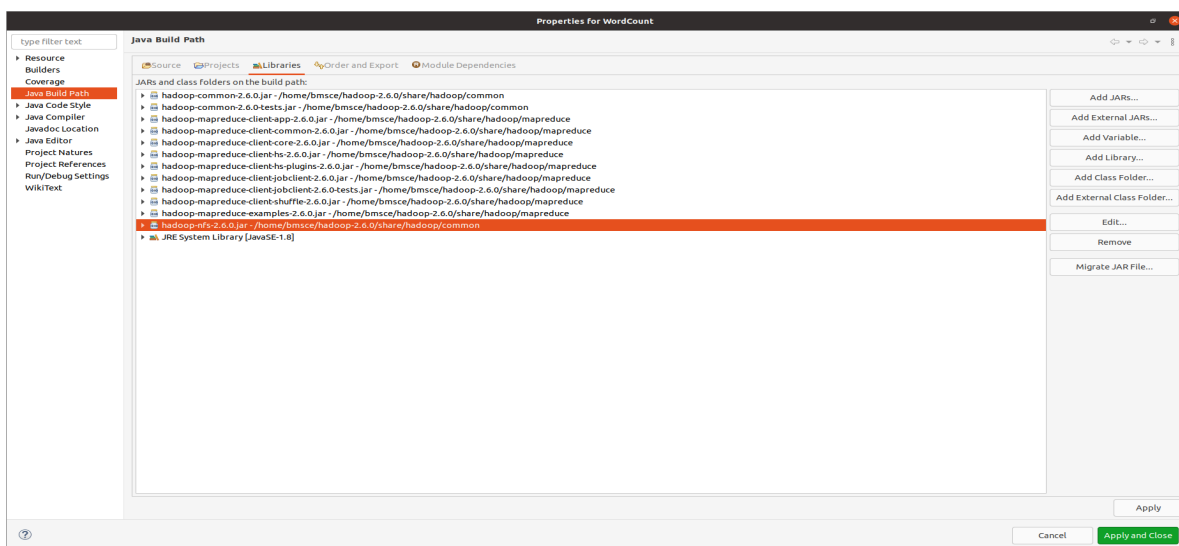 Properties for WordCount
type filter text
Resource
Builders
Coverage
Java Build Path
Java Code Style
Java Compiler
Javadoc Location
Java Editor
Project Natures
Project References
Run/Debug Settings
WikiText
Java Build Path
Source Projects Libraries Order and Export Module Dependencies
JARs and class folders on the build path:
hadoop-common-2.6.0.jar - /home/bmsce/hadoop-2.6.0/share/hadoop/common
hadoop-common-2.6.0-tests.jar - /home/bmsce/hadoop-2.6.0/share/hadoop/common
hadoop-mapreduce-client-app-2.6.0.jar - /home/bmsce/hadoop-2.6.0/share/hadoop/mapreduce
hadoop-mapreduce-client-common-2.6.0.jar - /home/bmsce/hadoop-2.6.0/share/hadoop/mapreduce
hadoop-mapreduce-client-core-2.6.0.jar - /home/bmsce/hadoop-2.6.0/share/hadoop/mapreduce
hadoop-mapreduce-client-hs-2.6.0.jar - /home/bmsce/hadoop-2.6.0/share/hadoop/mapreduce
hadoop-mapreduce-client-hs-plugins-2.6.0.jar - /home/bmsce/hadoop-2.6.0/share/hadoop/mapreduce
hadoop-mapreduce-client-jobclient-2.6.0.jar - /home/bmsce/hadoop-2.6.0/share/hadoop/mapreduce
hadoop-mapreduce-client-jobclient-2.6.0-tests.jar - /home/bmsce/hadoop-2.6.0/share/hadoop/mapreduce
hadoop-mapreduce-client-shuffle-2.6.0.jar - /home/bmsce/hadoop-2.6.0/share/hadoop/mapreduce
hadoop-mapreduce-examples-2.6.0.jar - /home/bmsce/hadoop-2.6.0/share/hadoop/mapreduce
hadoop-nfs-2.6.0.jar - /home/bmsce/hadoop-2.6.0/share/hadoop/common
JRE System Library [JavaSE-1.8]
Add JARs...
Add External JARs...
Add Variable...
Add Library...
Add Class Folder...
Add External Class Folder...
Edit...
Remove
Migrate JAR File...
Apply
Cancel Apply and Close